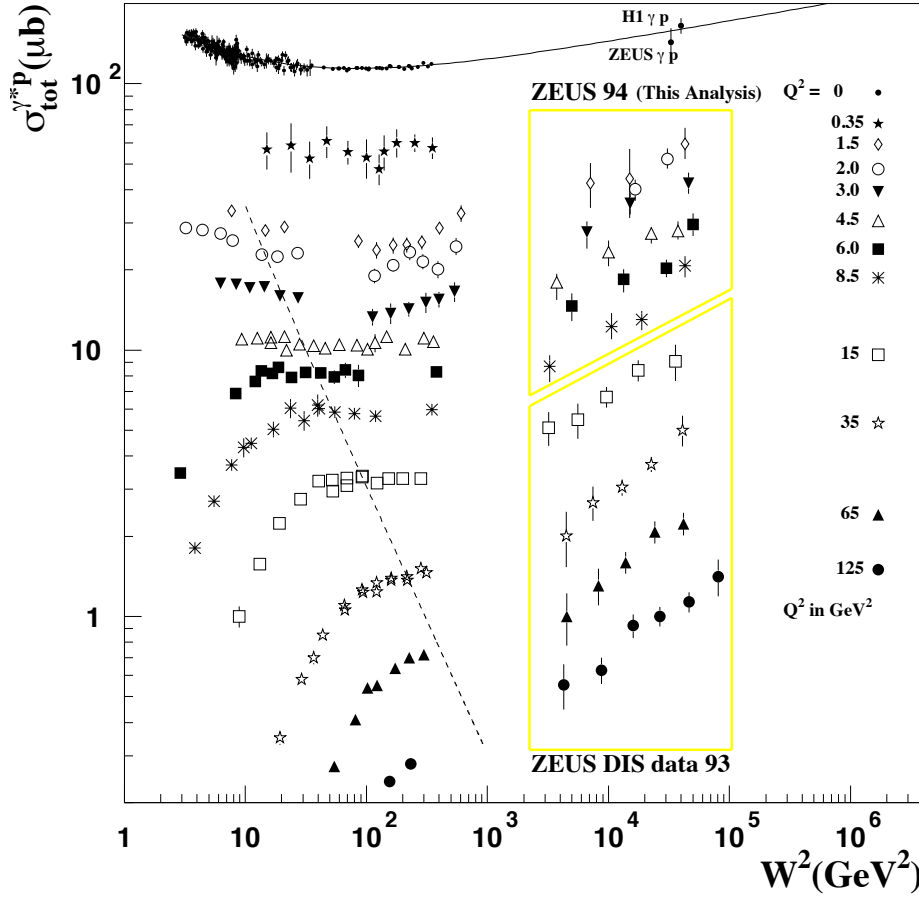 σ_tot^γ*p (μb)
H1 γ p
ZEUS γ p
10^2
10
1
ZEUS 94 (This Analysis)
Q^2 = 0
0.35
1.5
2.0
3.0
4.5
6.0
8.5
15
35
65
125
Q^2 in GeV^2
ZEUS DIS data 93
1 10 10^2 10^3 10^4 10^5 10^6
W^2(GeV^2)